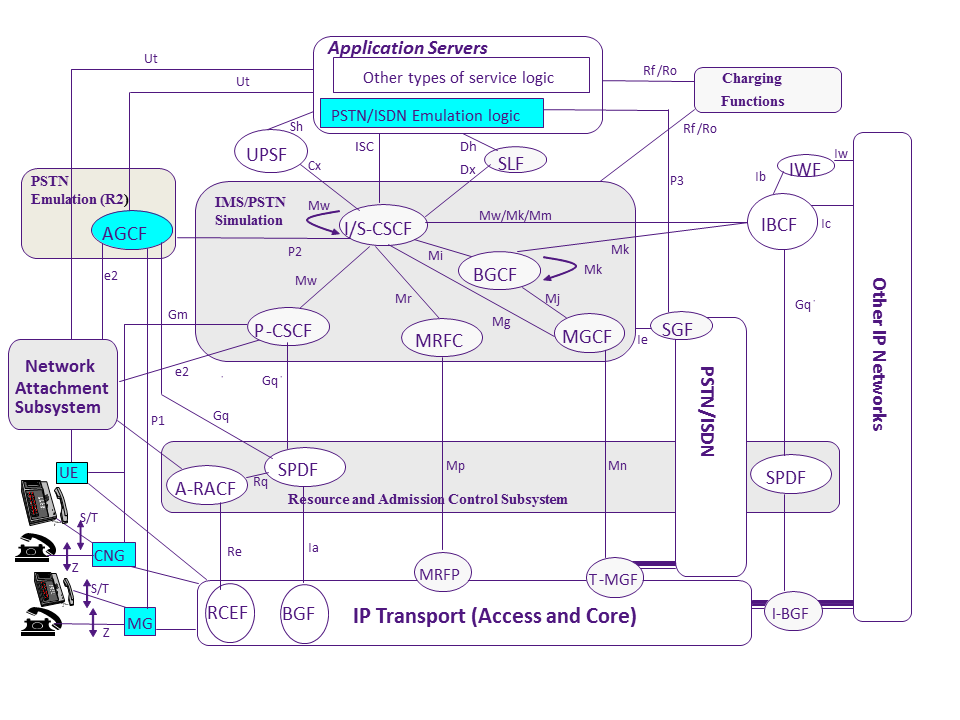 Application Servers
Ut
Other types of service logic
Rf/Ro
Charging
Functions
Ut
PSTN/ISDN Emulation logic
Sh
Rf/Ro
UPSF
ISC
Dh
SLF
Iw
IWF
Cx
Dx
P3
Ib
PSTN
Emulation (R2)
IMS/PSTN
Simulation
Mw
Mw/Mk/Mm
AGCF
I/S-CSCF
IBCF
Ic
P2
Mi
Mk
e2
BGCF
Mk
Mw
Mr
Mj
Gq`
Gm
Mg
P-CSCF
MRFC
MGCF
SGF
Ie
Other IP Networks
Network
Attachment
Subsystem
e2
Gq`
PSTN/ISDN
P1
Gq
UE
SPDF
Mp
Mn
A-RACF
Rq
SPDF
Resource and Admission Control Subsystem
S/T
CNG
Re
Ia
Z
MRFP
T-MGF
S/T
RCEF
BGF
IP Transport (Access and Core)
I-BGF
MG
Z